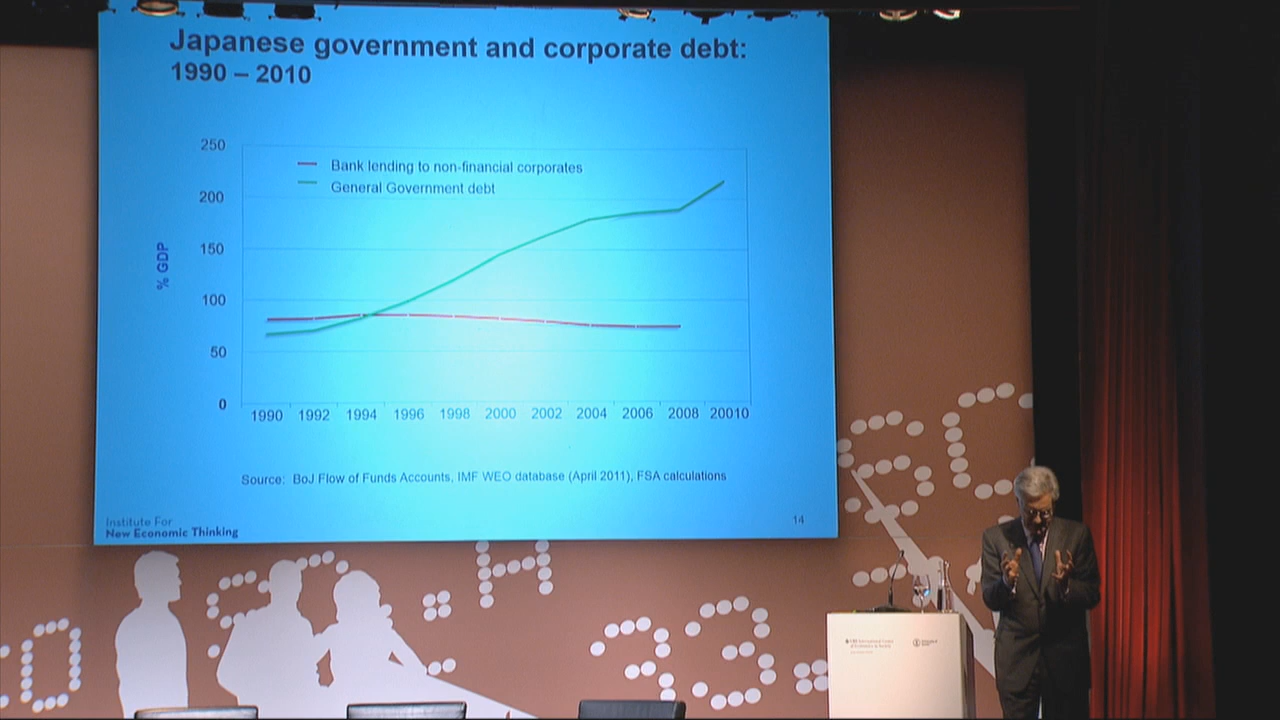 Japanese government and corporate debt:
1990 – 2010
250
200
150
100
50
0
% GDP
Bank lending to non-financial corporates
General Government debt
1990 1992 1994 1996 1998 2000 2002 2004 2006 2008 20010
Source: BoJ Flow of Funds Accounts, IMF WEO database (April 2011), FSA calculations
Institute For
New Economic Thinking
14